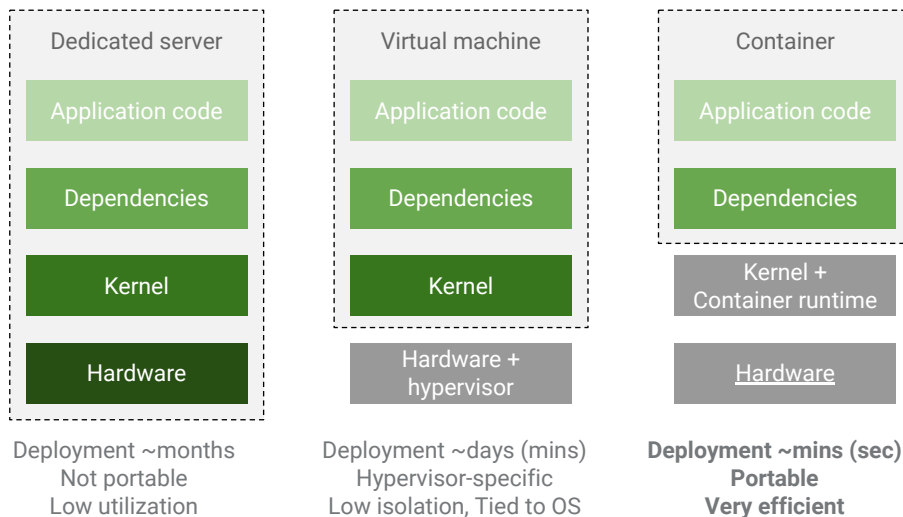 Dedicated server
Application code
Dependencies
Kernel
Hardware
Deployment ~months
Not portable
Low utilization
Virtual machine
Application code
Dependencies
Kernel
Hardware +
hypervisor
Deployment ~days (mins)
Hypervisor-specific
Low isolation, Tied to OS
Container
Application code
Dependencies
Kernel +
Container runtime
Hardware
Deployment ~mins (sec)
Portable
Very efficient